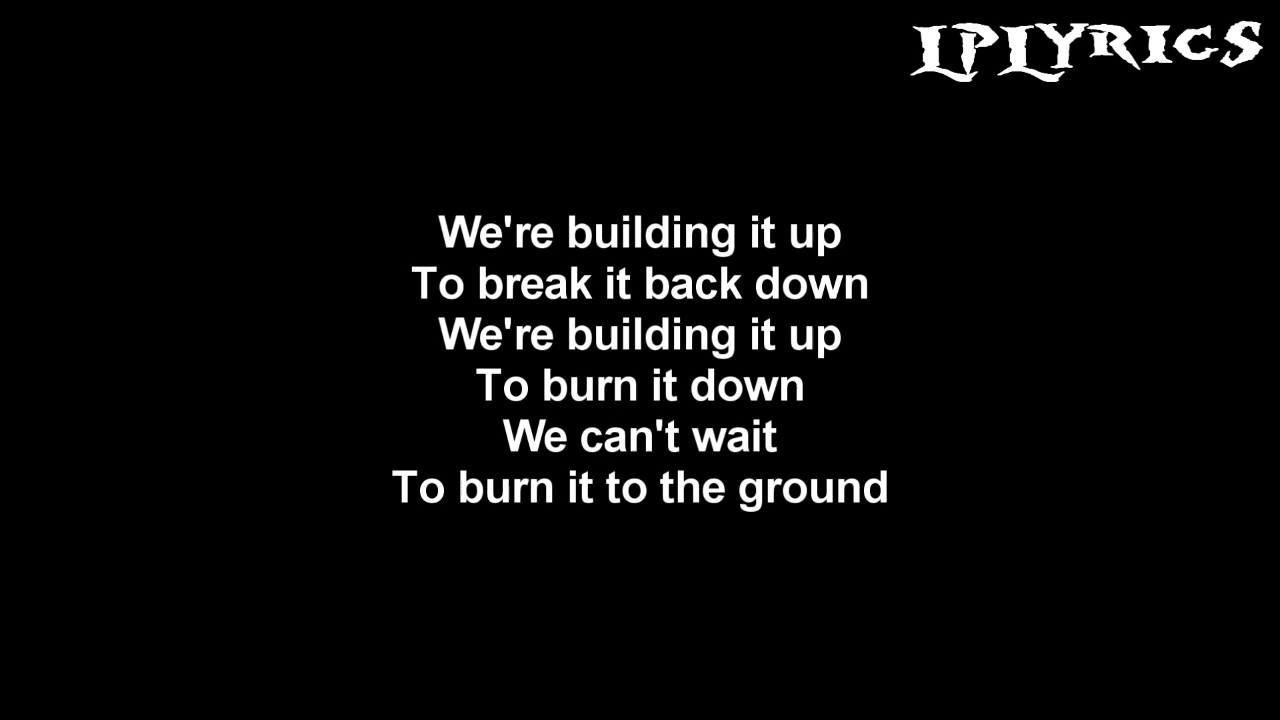 LPLYRICS
We're building it up
To break it back down
We're building it up
To burn it down
We can't wait
To burn it to the ground